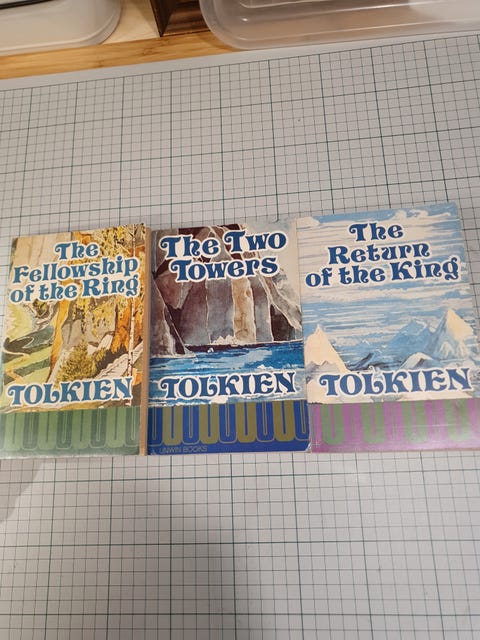 The
Fellowship
of the Ring
TOLKIEN
The Two
Towers
TOLKIEN
UNWIN BOOKS
The
Return
of the King
TOLKIEN